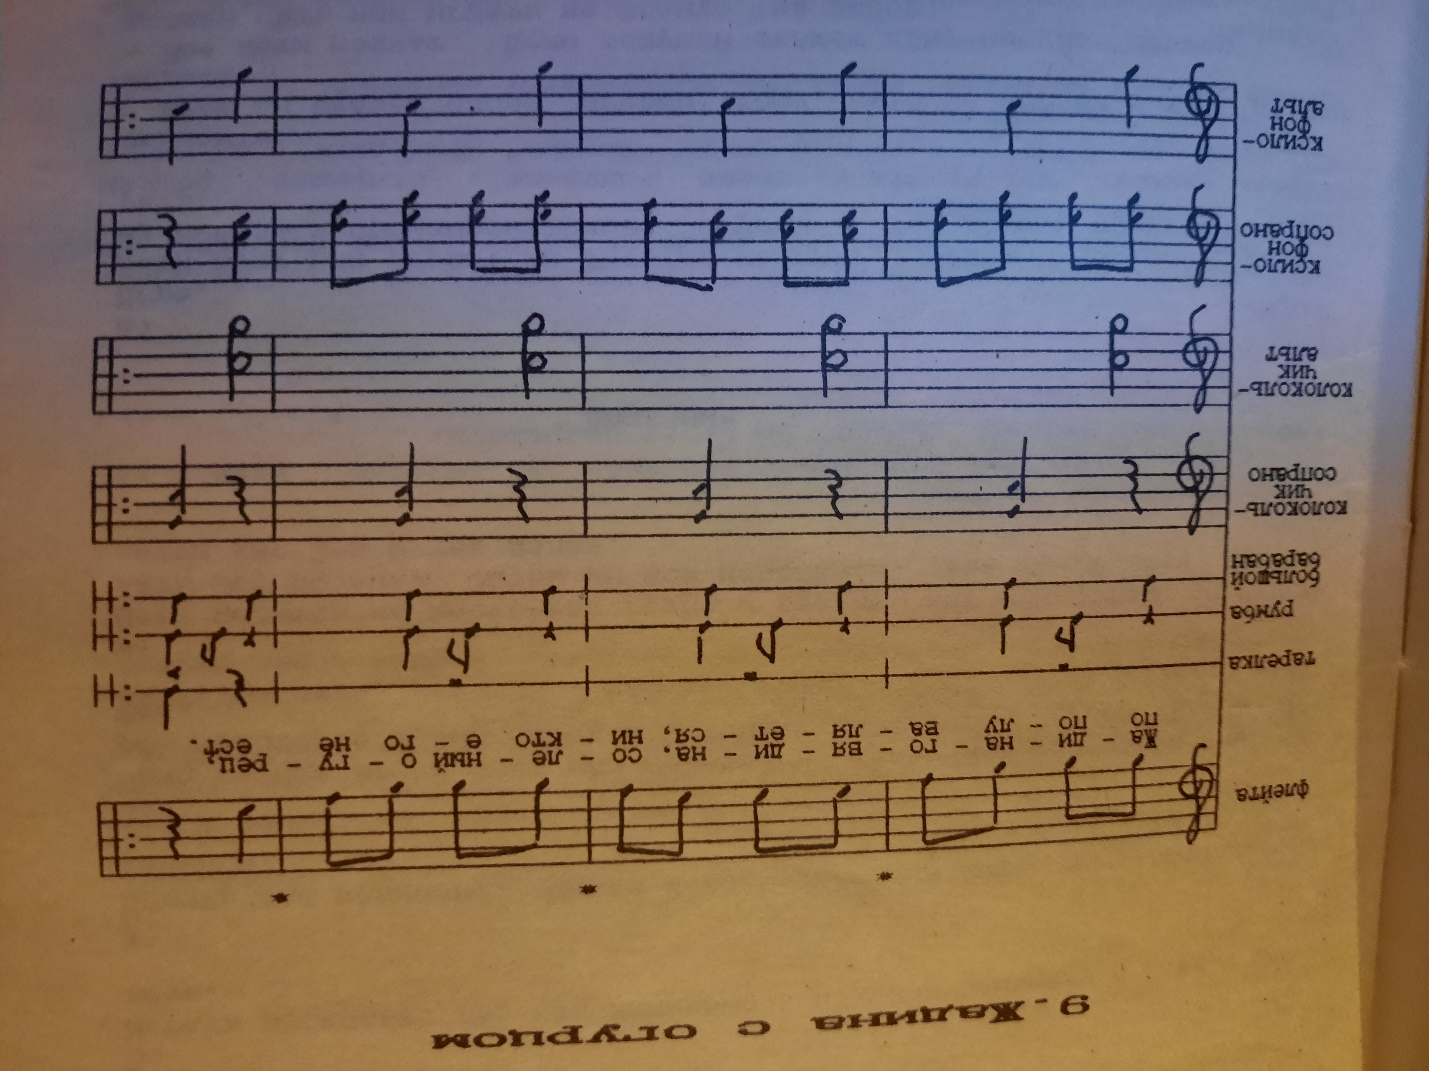 9. Жадина с огурцом
* * *
флейта
Жа - ди - на - го - вя - ди - на, со - ле - ный о - гу - рец,
по по - лу ва - ля - ет - ся, ни - кто е - го не ест.
тарелка
румба
большой
барабан
колоколь-
чик
сопрано
колоколь-
чик
альт
ксило-
фон
сопрано
ксило-
фон
альт